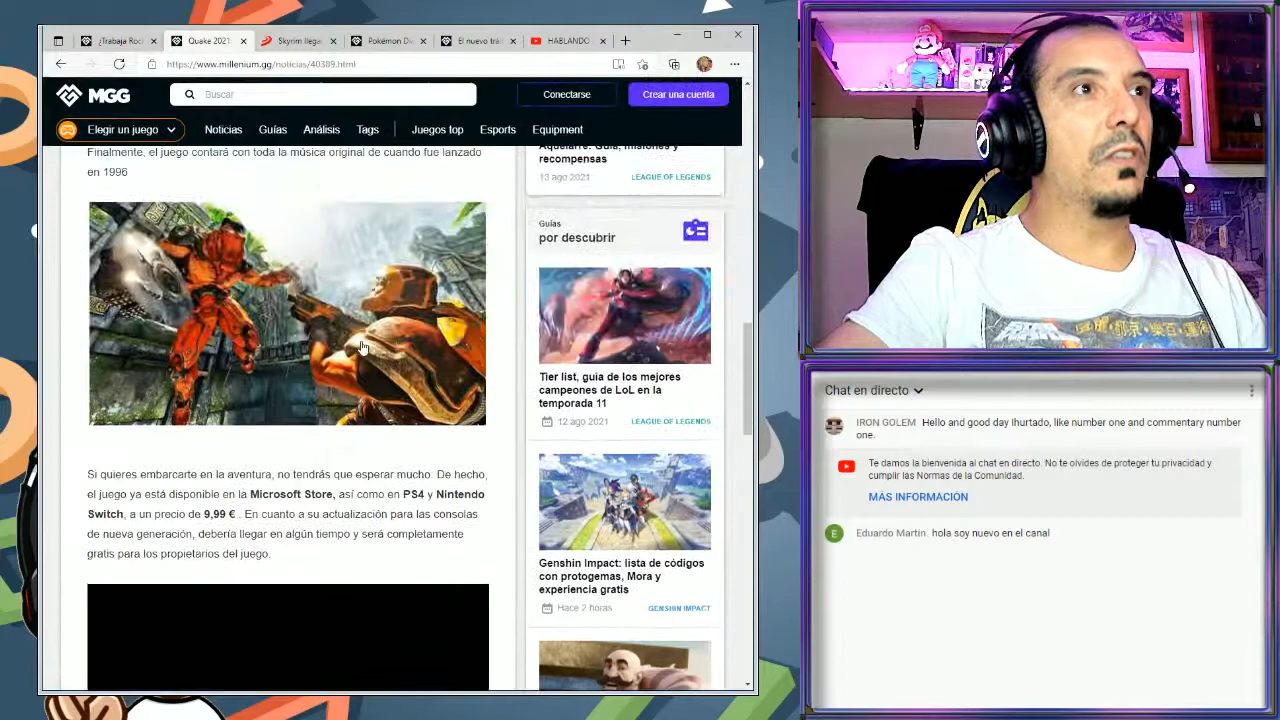 ¿Trabaja Roc
Quake 2021:
Skyrim llega
Pokémon Di
El nuevo trái
HABLANDO
https://www.millenium.gg/noticias/40389.html
MGG
Buscar
Conectarse
Crear una cuenta
Elegir un juego
Noticias
Guías
Análisis
Tags
Juegos top
Esports
Equipment
Finalmente, el juego contará con toda la música original de cuando fue lanzado
en 1996
Si quieres embarcarte en la aventura, no tendrás que esperar mucho. De hecho,
el juego ya está disponible en la Microsoft Store, así como en PS4 y Nintendo
Switch, a un precio de 9,99 € . En cuanto a su actualización para las consolas
de nueva generación, debería llegar en algún tiempo y será completamente
gratis para los propietarios del juego.
Aquelarre: Guía, misiones y
recompensas
13 ago 2021
LEAGUE OF LEGENDS
Guías
por descubrir
Tier list, guia de los mejores
campeones de LoL en la
temporada 11
12 ago 2021
LEAGUE OF LEGENDS
Genshin Impact: lista de códigos
con protogemas, Mora y
experiencia gratis
Hace 2 horas
GENSHIN IMPACT
Chat en directo
IRON GOLEM Hello and good day lhurtado, like number one and commentary number
one.
Te damos la bienvenida al chat en directo. No te olvides de proteger tu privacidad y
cumplir las Normas de la Comunidad.
MÁS INFORMACIÓN
E
Eduardo Martin hola soy nuevo en el canal